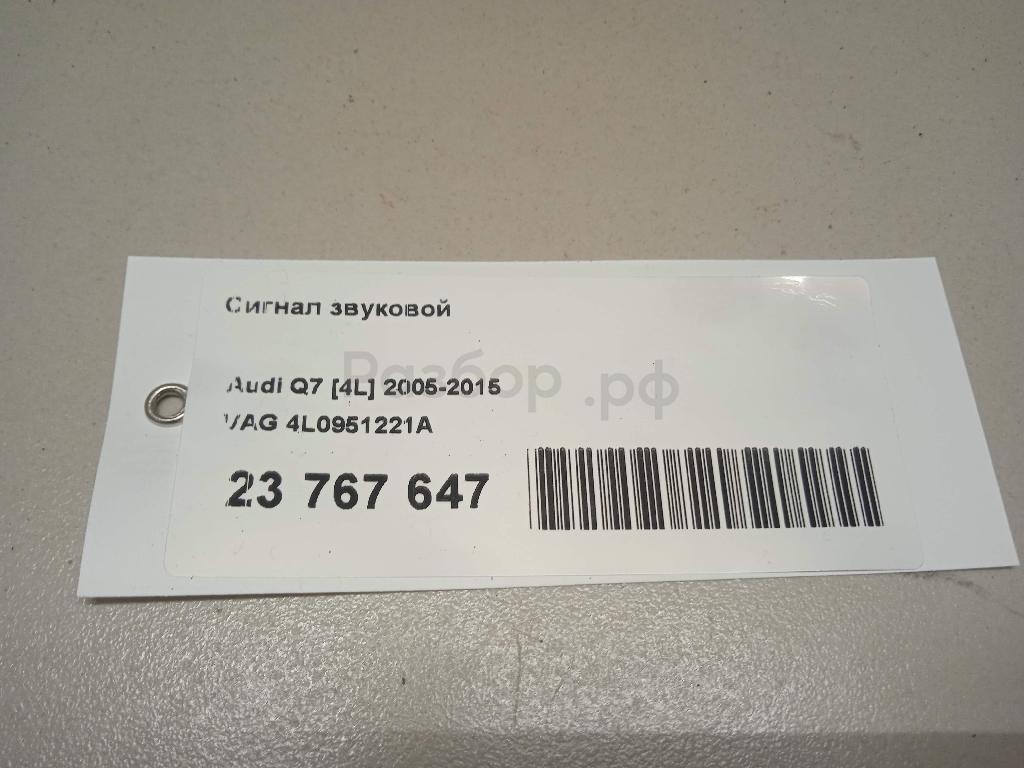 Сигнал звуковой
Audi Q7 [4L] 2005-2015
Разбор.рф
VAG 4L0951221A
23 767 647